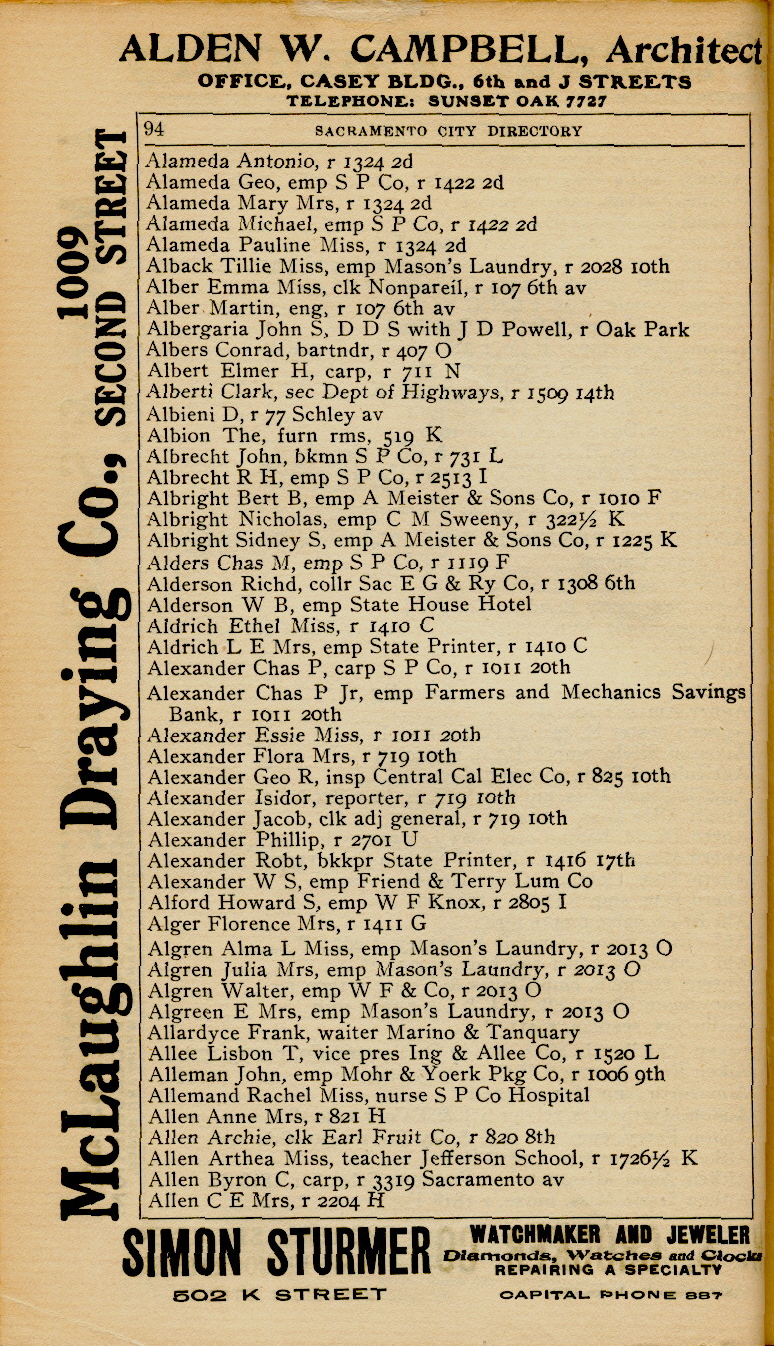 ALDEN W. CAMPBELL, Architect
OFFICE, CASEY BLDG., 6th and J STREETS
TELEPHONE: SUNSET OAK 7727
McLaughlin Draying Co., 1009 SECOND STREET
94 SACRAMENTO CITY DIRECTORY
Alameda Antonio, r 1324 2d
Alameda Geo, emp S P Co, r 1422 2d
Alameda Mary Mrs, r 1324 2d
Alameda Michael, emp S P Co, r 1422 2d
Alameda Pauline Miss, r 1324 2d
Alback Tillie Miss, emp Mason's Laundry, r 2028 10th
Alber Emma Miss, clk Nonpareil, r 107 6th av
Alber Martin, eng, r 107 6th av
Albergaria John S, D D S with J D Powell, r Oak Park
Albers Conrad, bartndr, r 407 O
Albert Elmer H, carp, r 711 N
Alberti Clark, sec Dept of Highways, r 1509 14th
Albieni D, r 77 Schley av
Albion The, furn rms, 519 K
Albrecht John, bkmn S P Co, r 731 L
Albrecht R H, emp S P Co, r 2513 I
Albright Bert B, emp A Meister & Sons Co, r 1010 F
Albright Nicholas, emp C M Sweeny, r 322½ K
Albright Sidney S, emp A Meister & Sons Co, r 1225 K
Alders Chas M, emp S P Co, r 1119 F
Alderson Richd, collr Sac E G & Ry Co, r 1308 6th
Alderson W B, emp State House Hotel
Aldrich Ethel Miss, r 1410 C
Aldrich L E Mrs, emp State Printer, r 1410 C
Alexander Chas P, carp S P Co, r 1011 20th
Alexander Chas P Jr, emp Farmers and Mechanics Savings
Bank, r 1011 20th
Alexander Essie Miss, r 1011 20th
Alexander Flora Mrs, r 719 10th
Alexander Geo R, insp Central Cal Elec Co, r 825 10th
Alexander Isidor, reporter, r 719 10th
Alexander Jacob, clk adj general, r 719 10th
Alexander Phillip, r 2701 U
Alexander Robt, bkkpr State Printer, r 1416 17th
Alexander W S, emp Friend & Terry Lum Co
Alford Howard S, emp W F Knox, r 2805 I
Alger Florence Mrs, r 1411 G
Algren Alma L Miss, emp Mason's Laundry, r 2013 O
Algren Julia Mrs, emp Mason's Laundry, r 2013 O
Algren Walter, emp W F & Co, r 2013 O
Algreen E Mrs, emp Mason's Laundry, r 2013 O
Allardyce Frank, waiter Marino & Tanquary
Allee Lisbon T, vice pres Ing & Allee Co, r 1520 L
Alleman John, emp Mohr & Yoerk Pkg Co, r 1006 9th
Allemand Rachel Miss, nurse S P Co Hospital
Allen Anne Mrs, r 821 H
Allen Archie, clk Earl Fruit Co, r 820 8th
Allen Arthea Miss, teacher Jefferson School, r 1726½ K
Allen Byron C, carp, r 3319 Sacramento av
Allen C E Mrs, r 2204 H
SIMON STURMER
502 K STREET
WATCHMAKER AND JEWELER
Diamonds, Watches and Clocks
REPAIRING A SPECIALTY
CAPITAL PHONE 887